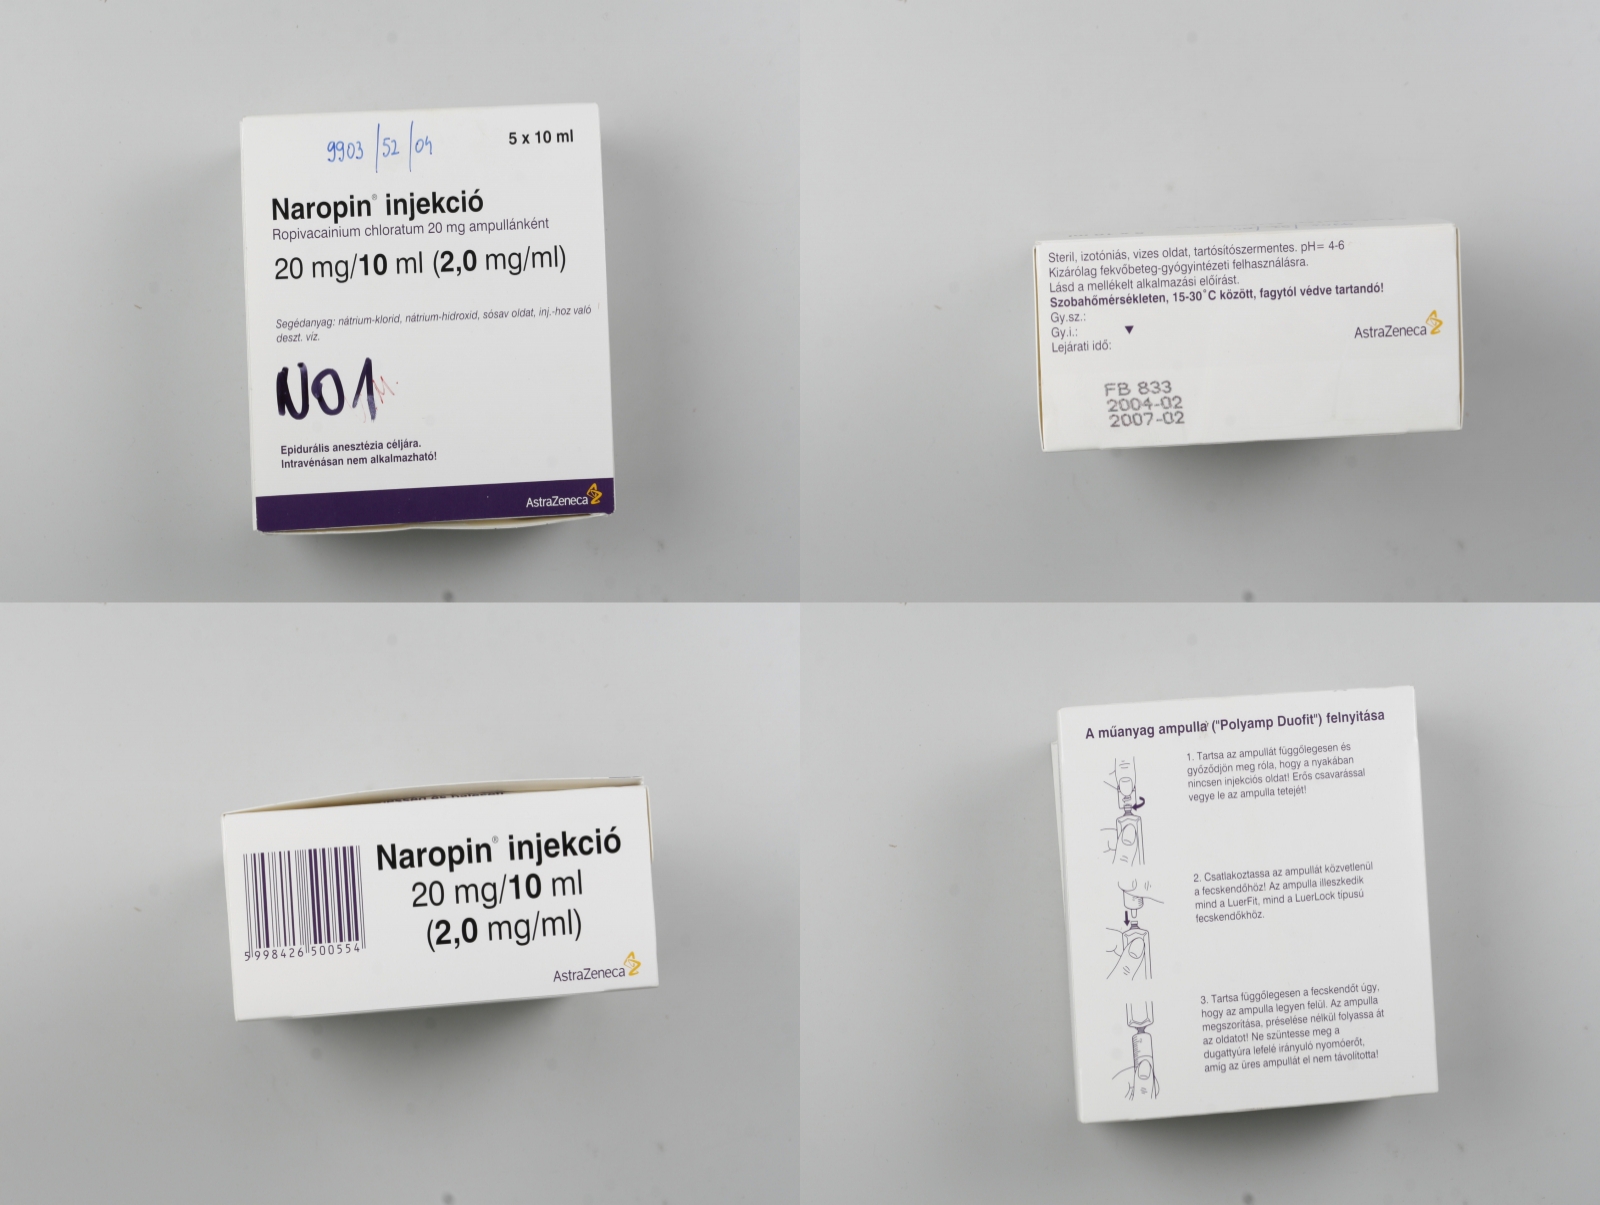 9903/52/04
5 x 10 ml
Naropin® injekció
Ropivacainium chloratum 20 mg ampullánként
20 mg/10 ml (2,0 mg/ml)
Segédanyag: nátrium-klorid, nátrium-hidroxid, sósav oldat, inj.-hoz való
deszt. víz.
NO1
Epidurális anesztézia céljára.
Intravénásan nem alkalmazható!
AstraZeneca
Steril, izotóniás, vizes oldat, tartósítószermentes. pH= 4-6
Kizárólag fekvőbeteg-gyógyintézeti felhasználásra.
Lásd a mellékelt alkalmazási előírást.
Szobahőmérsékleten, 15-30°C között, fagytól védve tartandó!
Gy.sz.:
Gy.i.:
Lejárati idő:
AstraZeneca
FB 833
2004-02
2007-02
Naropin® injekció
20 mg/10 ml
(2,0 mg/ml)
5 998426 500554
AstraZeneca
A műanyag ampulla ("Polyamp Duofit") felnyitása
1. Tartsa az ampullát függőlegesen és
győződjön meg róla, hogy a nyakában
nincsen injekciós oldat! Erős csavarással
vegye le az ampulla tetejét!
2. Csatlakoztassa az ampullát közvetlenül
a fecskendőhöz! Az ampulla illeszkedik
mind a LuerFit, mind a LuerLock típusú
fecskendőkhöz.
3. Tartsa függőlegesen a fecskendőt úgy,
hogy az ampulla legyen felül. Az ampulla
megszorítása, préselése nélkül folyassa át
az oldatot! Ne szüntesse meg a
dugattyúra lefelé irányuló nyomóerőt,
amíg az üres ampullát el nem távolította!